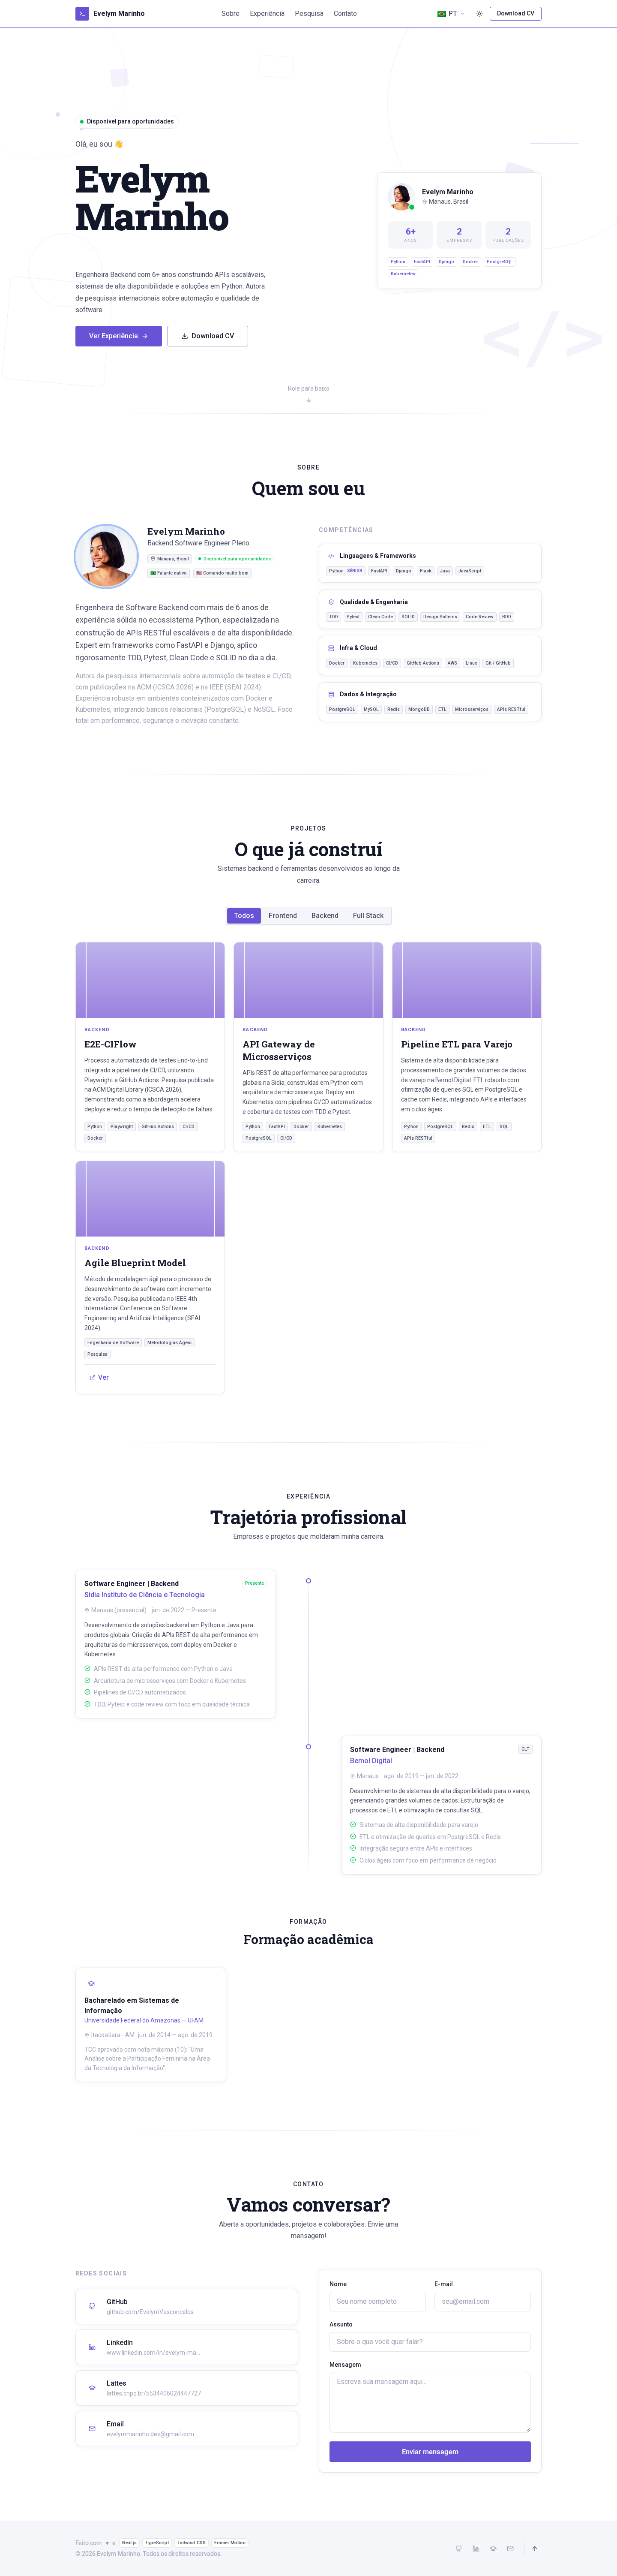 Evelym Marinho
Sobre
Experiência
Pesquisa
Contato
PT
Download CV
Disponível para oportunidades
Olá, eu sou 👋
Evelym
Marinho
Engenheira Backend com 6+ anos construindo APIs escaláveis,
sistemas de alta disponibilidade e soluções em Python. Autora
de pesquisas internacionais sobre automação e qualidade de
software.
Ver Experiência
Download CV
Evelym Marinho
Manaus, Brasil
6+
ANOS
2
EMPRESAS
2
PUBLICAÇÕES
Python
FastAPI
Django
Docker
PostgreSQL
Kubernetes
</>
Role para baixo
SOBRE
Quem sou eu
Evelym Marinho
Backend Software Engineer Pleno
Manaus, Brasil
Disponível para oportunidades
Falante nativo
Comando muito bom
Engenheira de Software Backend com mais de 6 anos de
experiência sólida no ecossistema Python, especializada na
construção de APIs RESTful escaláveis e de alta disponibilidade.
Expertise em frameworks como FastAPI e Django, aplico
rigorosamente TDD, Pytest, Clean Code e SOLID no dia a dia.
Autora de pesquisas internacionais sobre automação de testes e CI/CD,
com publicações na ACM (ICSCA 2026) e na IEEE (SEAI 2024).
Experiência robusta em ambientes conteinerizados com Docker e
Kubernetes, integrando bancos relacionais (PostgreSQL) e NoSQL. Foco
total em performance, segurança e inovação constante.
COMPETÊNCIAS
Linguagens & Frameworks
Python SÊNIOR
FastAPI
Django
Flask
Java
JavaScript
Qualidade & Engenharia
TDD
Pytest
Clean Code
SOLID
Design Patterns
Code Review
BDD
Infra & Cloud
Docker
Kubernetes
CI/CD
GitHub Actions
AWS
Linux
Git / GitHub
Dados & Integração
PostgreSQL
MySQL
Redis
MongoDB
ETL
Microsserviços
APIs RESTful
PROJETOS
O que já construí
Sistemas backend e ferramentas desenvolvidos ao longo da
carreira.
Todos
Frontend
Backend
Full Stack
BACKEND
E2E-CIFlow
Processo automatizado de testes End-to-End
integrado a pipelines de CI/CD, utilizando
Playwright e GitHub Actions. Pesquisa publicada
na ACM Digital Library (ICSCA 2026),
demonstrando como a abordagem acelera
deploys e reduz o tempo de detecção de falhas.
Python
Playwright
GitHub Actions
CI/CD
Docker
BACKEND
API Gateway de
Microsserviços
APIs REST de alta performance para produtos
globais na Sidia, construídas em Python com
arquitetura de microsserviços. Deploy em
Kubernetes com pipelines CI/CD automatizados
e cobertura de testes com TDD e Pytest.
Python
FastAPI
Docker
Kubernetes
PostgreSQL
CI/CD
BACKEND
Pipeline ETL para Varejo
Sistema de alta disponibilidade para
processamento de grandes volumes de dados
de varejo na Bemol Digital. ETL robusto com
otimização de queries SQL em PostgreSQL e
cache com Redis, integrando APIs e interfaces
em ciclos ágeis.
Python
PostgreSQL
Redis
ETL
SQL
APIs RESTful
BACKEND
Agile Blueprint Model
Método de modelagem ágil para o processo de
desenvolvimento de software com incremento
de versão. Pesquisa publicada no IEEE 4th
International Conference on Software
Engineering and Artificial Intelligence (SEAI
2024).
Engenharia de Software
Metodologias Ágeis
Pesquisa
Ver
EXPERIÊNCIA
Trajetória profissional
Empresas e projetos que moldaram minha carreira.
Software Engineer | Backend
Presente
Sidia Instituto de Ciência e Tecnologia
Manaus (presencial) jan. de 2022 — Presente
Desenvolvimento de soluções backend em Python e Java para
produtos globais. Criação de APIs REST de alta performance em
arquiteturas de microsserviços, com deploy em Docker e
Kubernetes.
APIs REST de alta performance com Python e Java
Arquitetura de microsserviços com Docker e Kubernetes
Pipelines de CI/CD automatizados
TDD, Pytest e code review com foco em qualidade técnica
Software Engineer | Backend
CLT
Bemol Digital
Manaus ago. de 2019 — jan. de 2022
Desenvolvimento de sistemas de alta disponibilidade para o varejo,
gerenciando grandes volumes de dados. Estruturação de
processos de ETL e otimização de consultas SQL.
Sistemas de alta disponibilidade para varejo
ETL e otimização de queries em PostgreSQL e Redis
Integração segura entre APIs e interfaces
Ciclos ágeis com foco em performance de negócio
FORMAÇÃO
Formação acadêmica
Bacharelado em Sistemas de
Informação
Universidade Federal do Amazonas — UFAM
Itacoatiara - AM jun. de 2014 — ago. de 2019
TCC aprovado com nota máxima (10): "Uma
Análise sobre a Participação Feminina na Área
da Tecnologia da Informação".
CONTATO
Vamos conversar?
Aberta a oportunidades, projetos e colaborações. Envie uma
mensagem!
REDES SOCIAIS
GitHub
github.com/EvelymVasconcelos
LinkedIn
www.linkedin.com/in/evelym-ma...
Lattes
lattes.cnpq.br/5534406024447727
Email
evelymmarinho.dev@gmail.com
Nome
Seu nome completo
E-mail
seu@email.com
Assunto
Sobre o que você quer falar?
Mensagem
Escreva sua mensagem aqui...
Enviar mensagem
Feito com ♥ e
Next.js
TypeScript
Tailwind CSS
Framer Motion
© 2026 Evelym Marinho. Todos os direitos reservados.